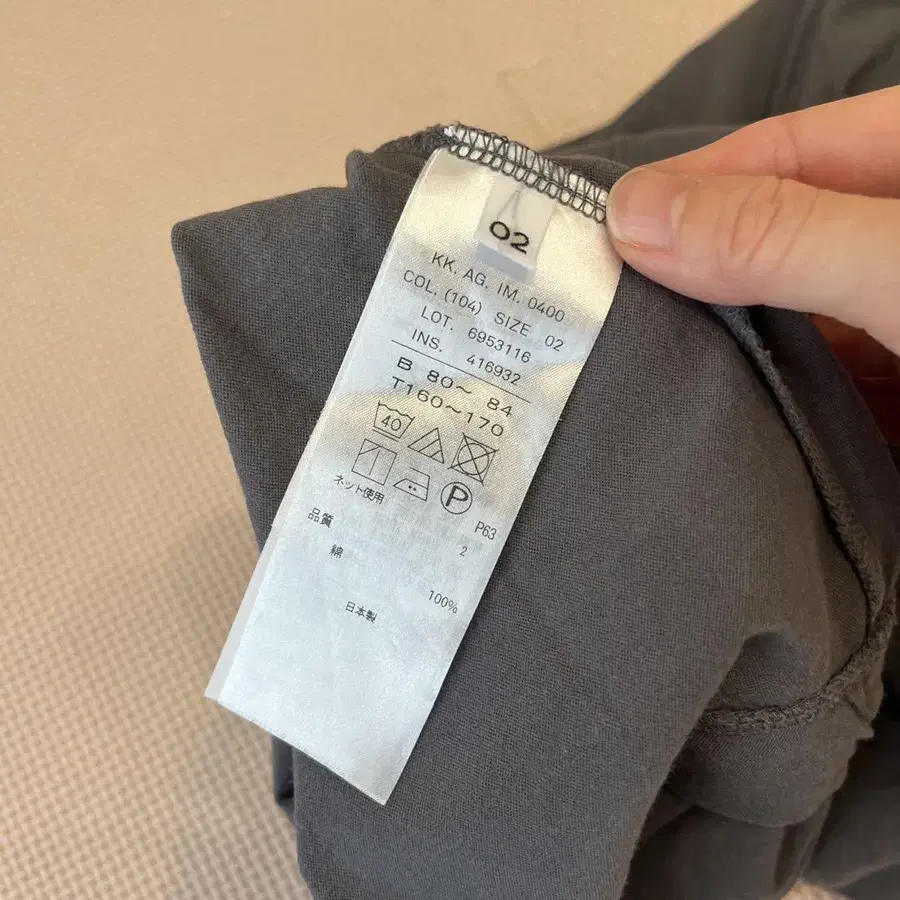 02
KK. AG. IM. 0400
COL. (104) SIZE 02
LOT. 6953116
INS. 416932
B 80～ 84
T160～170
40
ネット使用
P
P63
品質 2
綿 100%
日本製